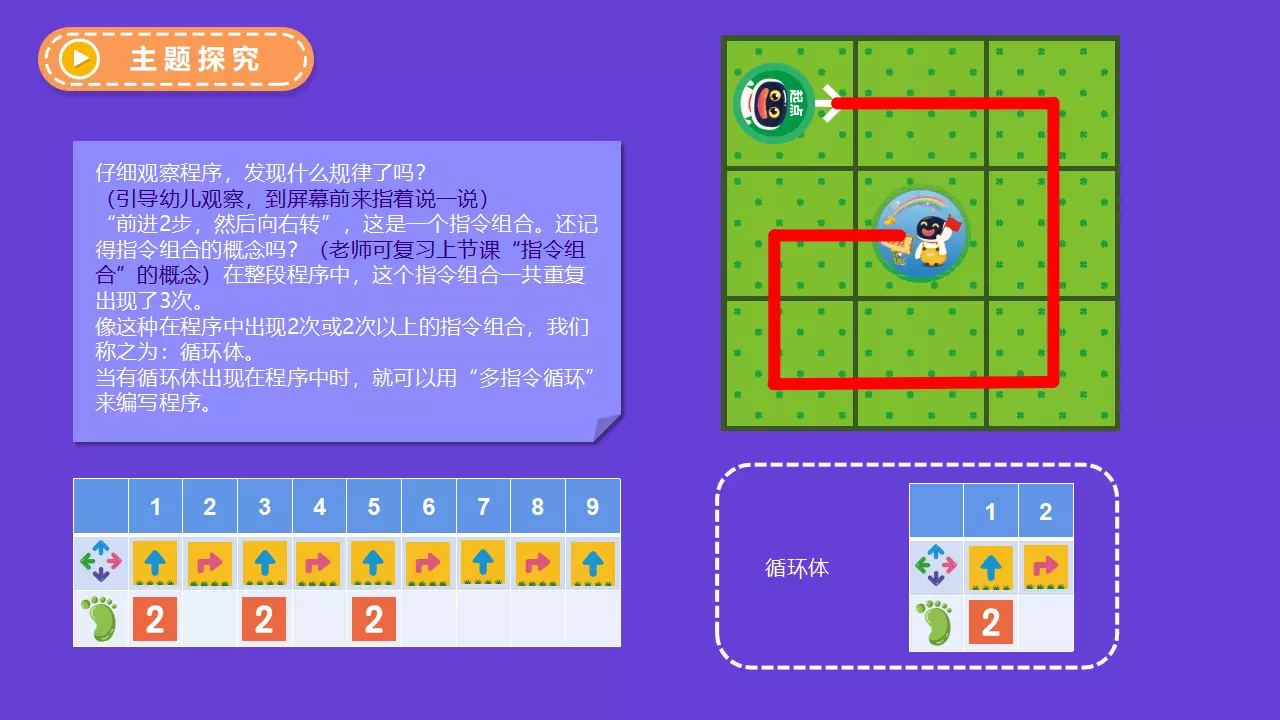 主题探究
仔细观察程序，发现什么规律了吗？
（引导幼儿观察，到屏幕前来指着说一说）
“前进2步，然后向右转”，这是一个指令组合。还记
得指令组合的概念吗？（老师可复习上节课“指令组
合”的概念）在整段程序中，这个指令组合一共重复
出现了3次。
像这种在程序中出现2次或2次以上的指令组合，我们
称之为：循环体。
当有循环体出现在程序中时，就可以用“多指令循环”
来编写程序。
起点
1 2 3 4 5 6 7 8 9
2 2 2
循环体
1 2
2